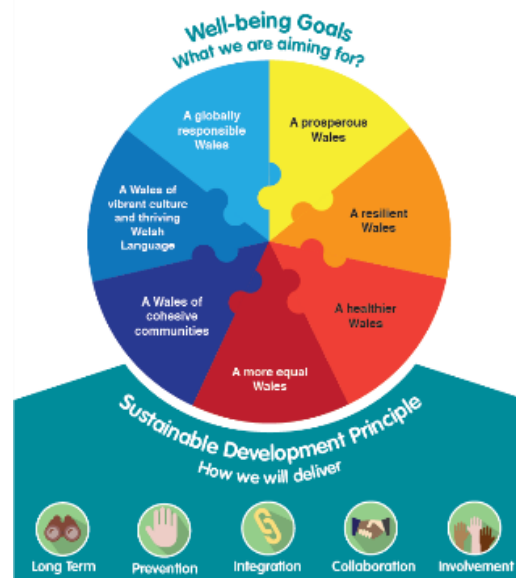 Well-being Goals
What we are aiming for?
A globally
responsible
Wales
A prosperous
Wales
A Wales of
vibrant culture
and thriving
Welsh
Language
A resilient
Wales
A Wales of
cohesive
communities
A healthier
Wales
A more equal
Wales
Sustainable Development Principle
How we will deliver
Long Term
Prevention
Integration
Collaboration
Involvement